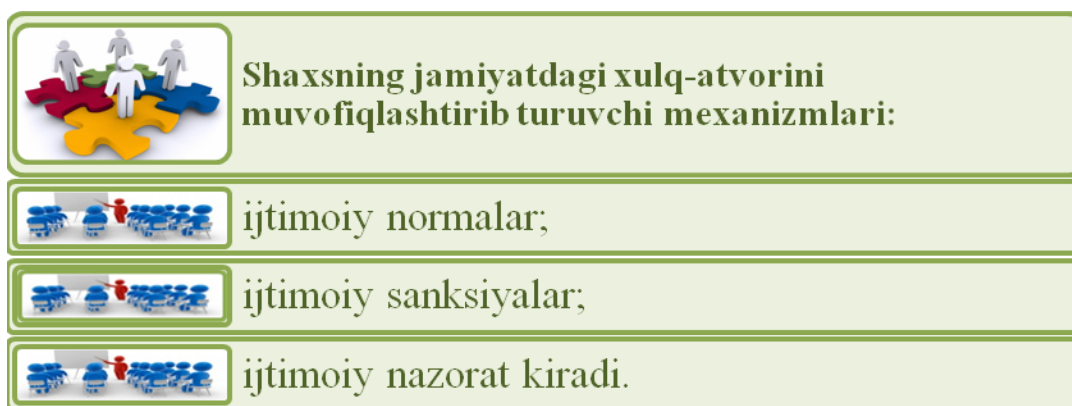 Shaxsning jamiyatdagi xulq-atvorini
muvofiqlashtirib turuvchi mexanizmlari:
ijtimoiy normalar;
ijtimoiy sanksiyalar;
ijtimoiy nazorat kiradi.